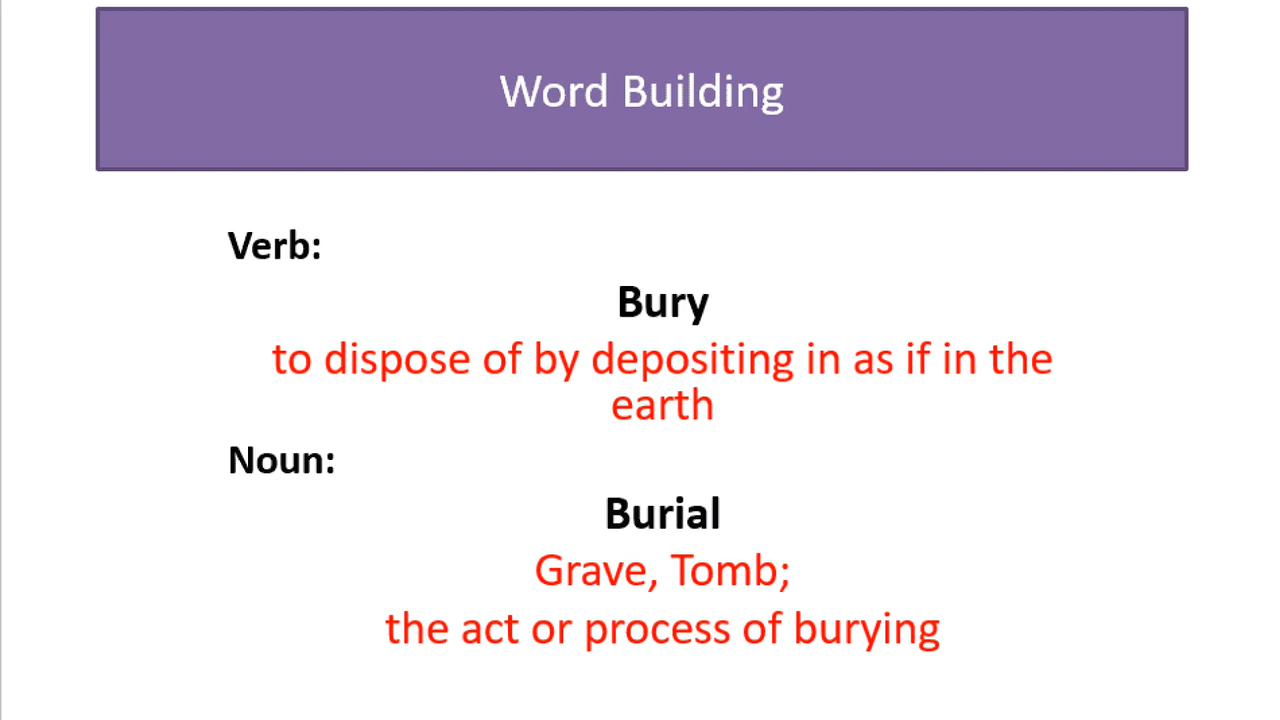 Word Building
Verb:
Bury
to dispose of by depositing in as if in the
earth
Noun:
Burial
Grave, Tomb;
the act or process of burying